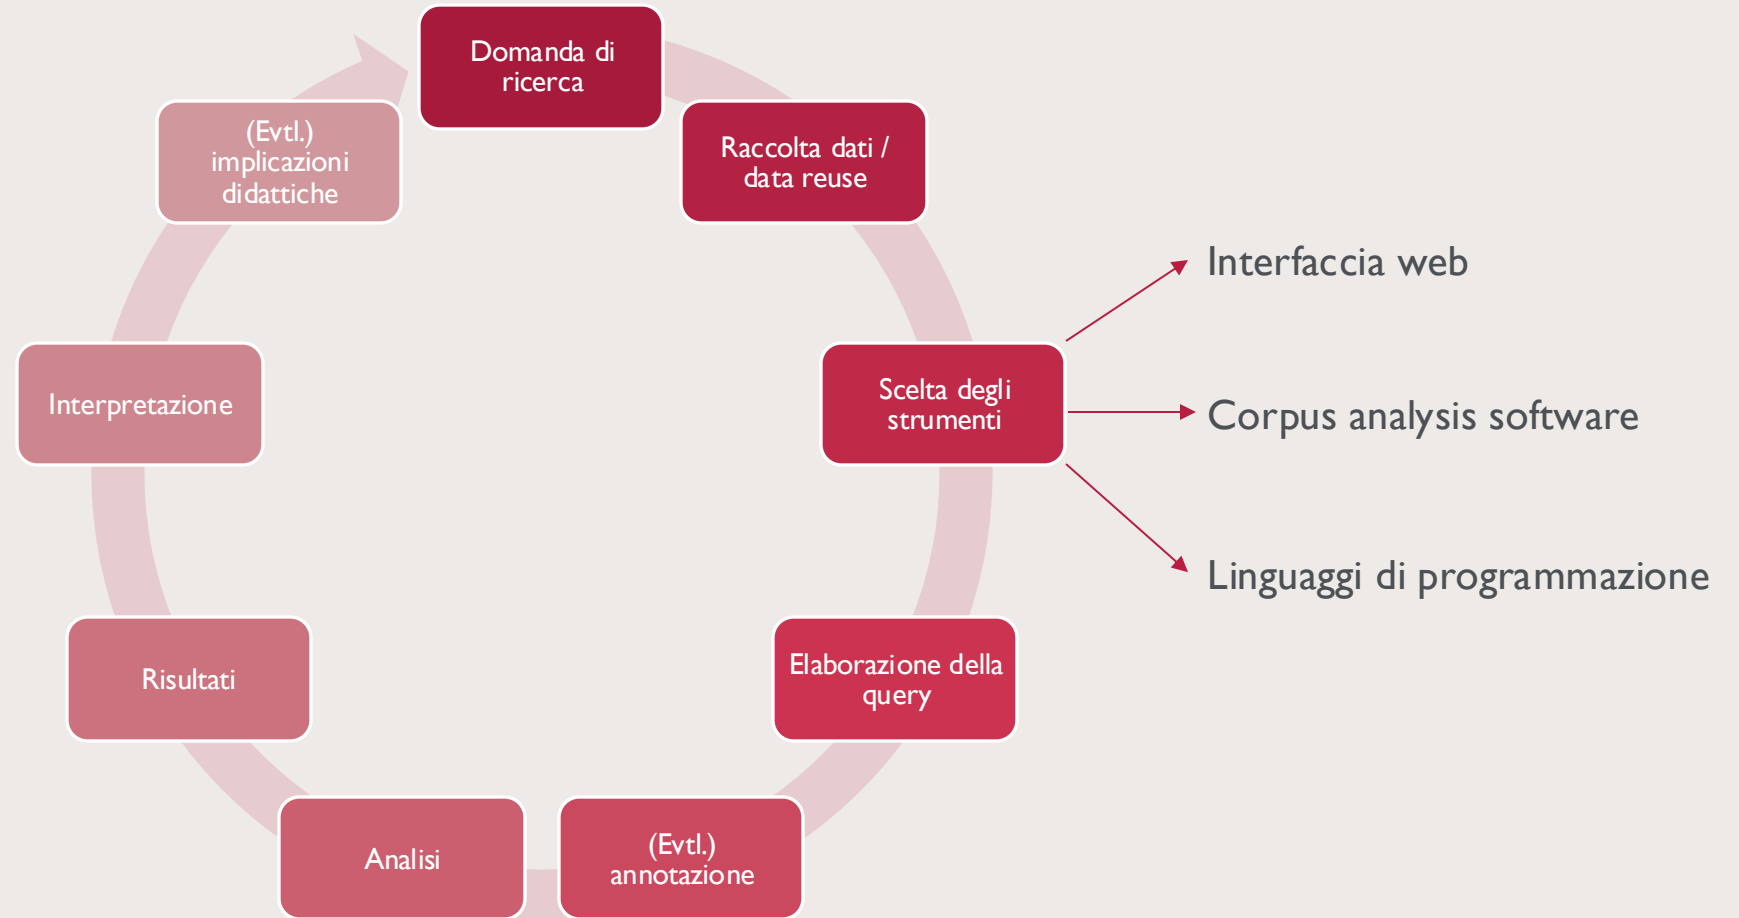 Domanda di
ricerca
Raccolta dati /
data reuse
Scelta degli
strumenti
Interfaccia web
Corpus analysis software
Linguaggi di programmazione
Elaborazione della
query
(Evtl.)
annotazione
Analisi
Risultati
Interpretazione
(Evtl.)
implicazioni
didattiche